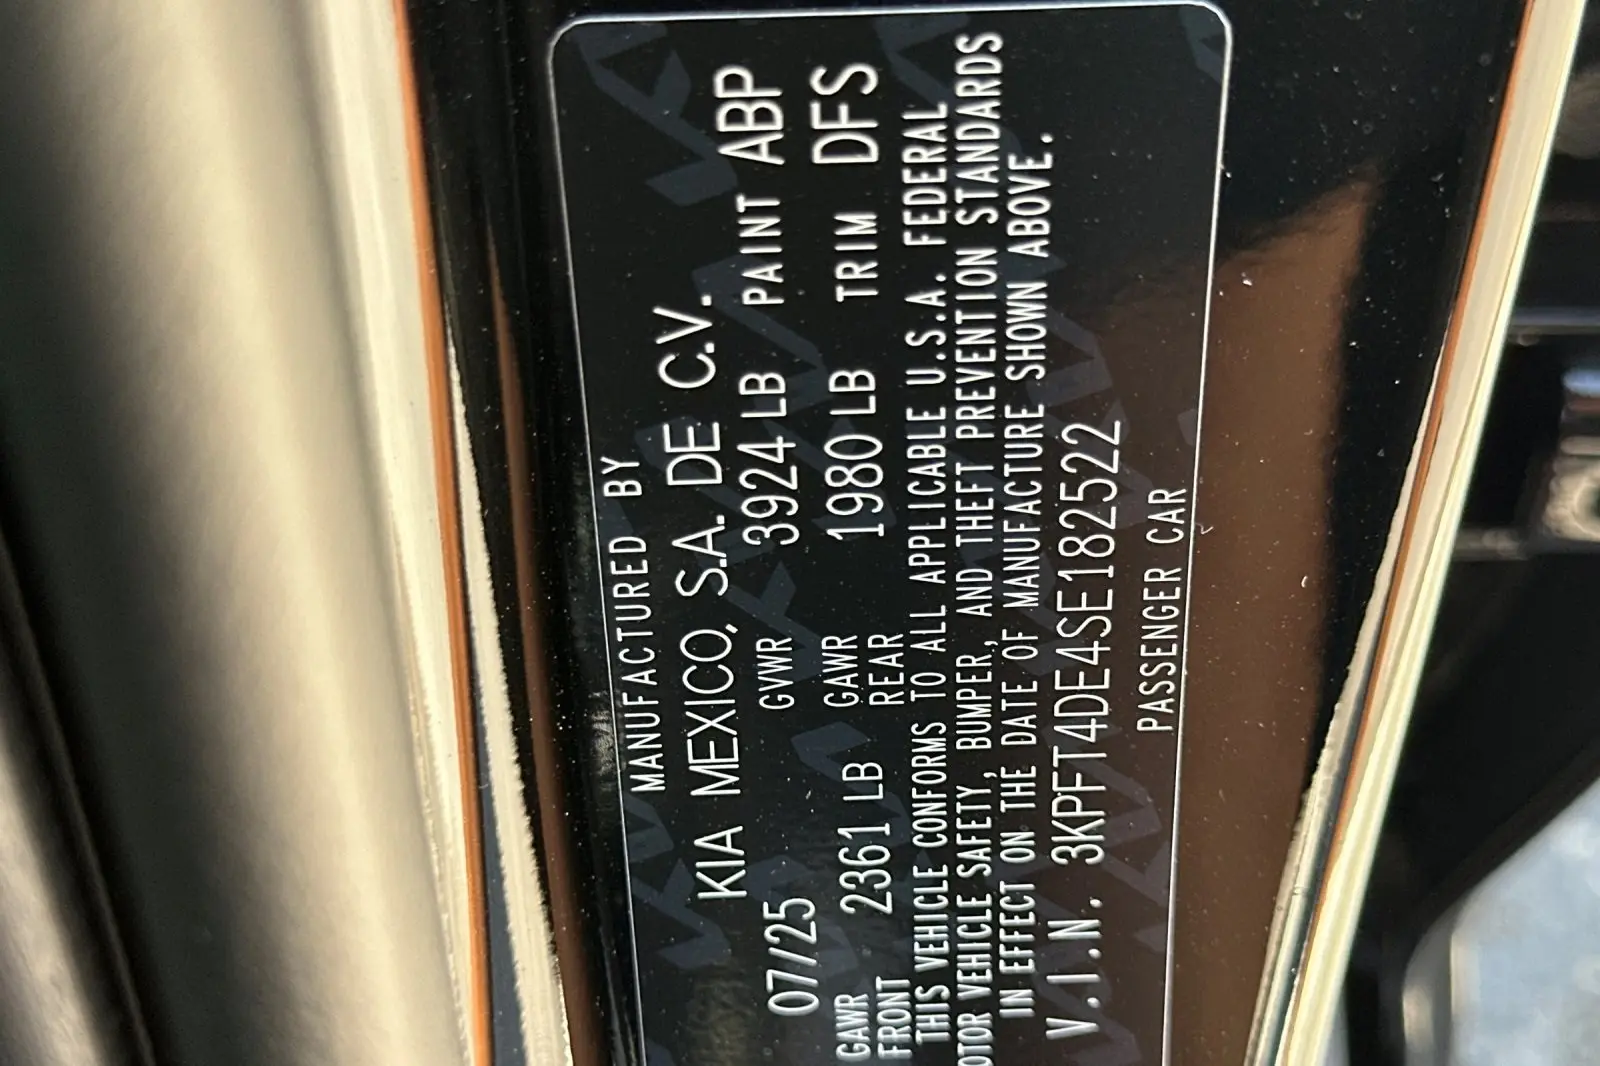 MANUFACTURED BY
KIA MEXICO, S.A. DE C.V.
07/25 GVWR 3924 LB PAINT ABP
GAWR FRONT 2361 LB GAWR REAR 1980 LB TRIM DFS
THIS VEHICLE CONFORMS TO ALL APPLICABLE U.S.A. FEDERAL
OTOR VEHICLE SAFETY, BUMPER, AND THEFT PREVENTION STANDARDS
IN EFFECT ON THE DATE OF MANUFACTURE SHOWN ABOVE.
V.I.N. 3KPFT4DE4SE182522
PASSENGER CAR